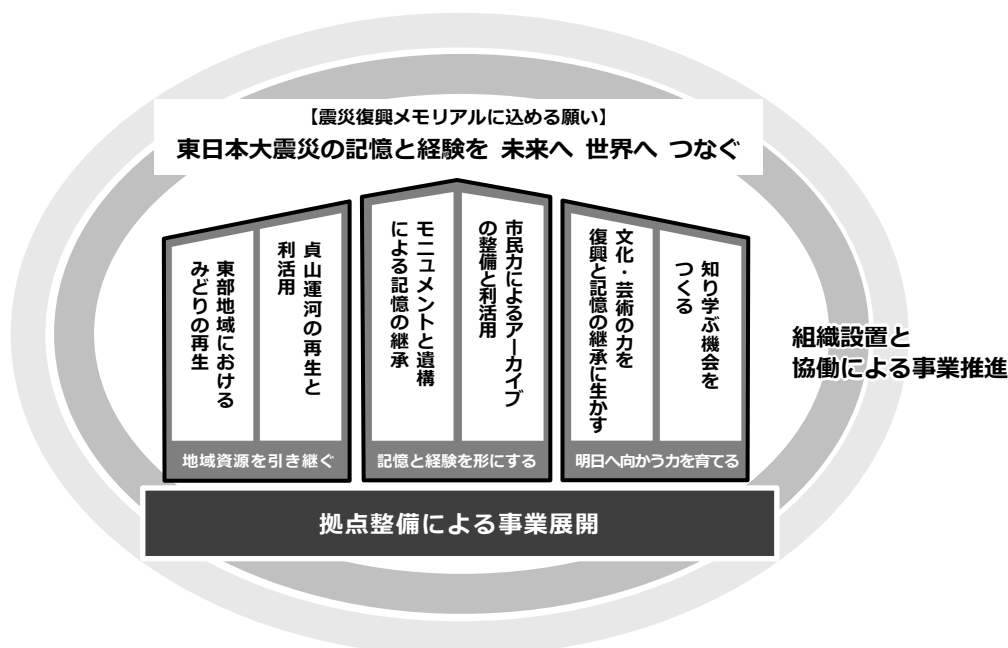 【震災復興メモリアルに込める願い】
東日本大震災の記憶と経験を 未来へ 世界へ つなぐ
東部地域における
みどりの再生
貞山運河の再生と
利活用
地域資源を引き継ぐ
モニュメントと遺構
による記憶の継承
市民力によるアーカイブ
の整備と利活用
記憶と経験を形にする
文化・芸術の力を
復興と記憶の継承に生かす
知り学ぶ機会を
つくる
明日へ向かう力を育てる
組織設置と
協働による事業推進
拠点整備による事業展開